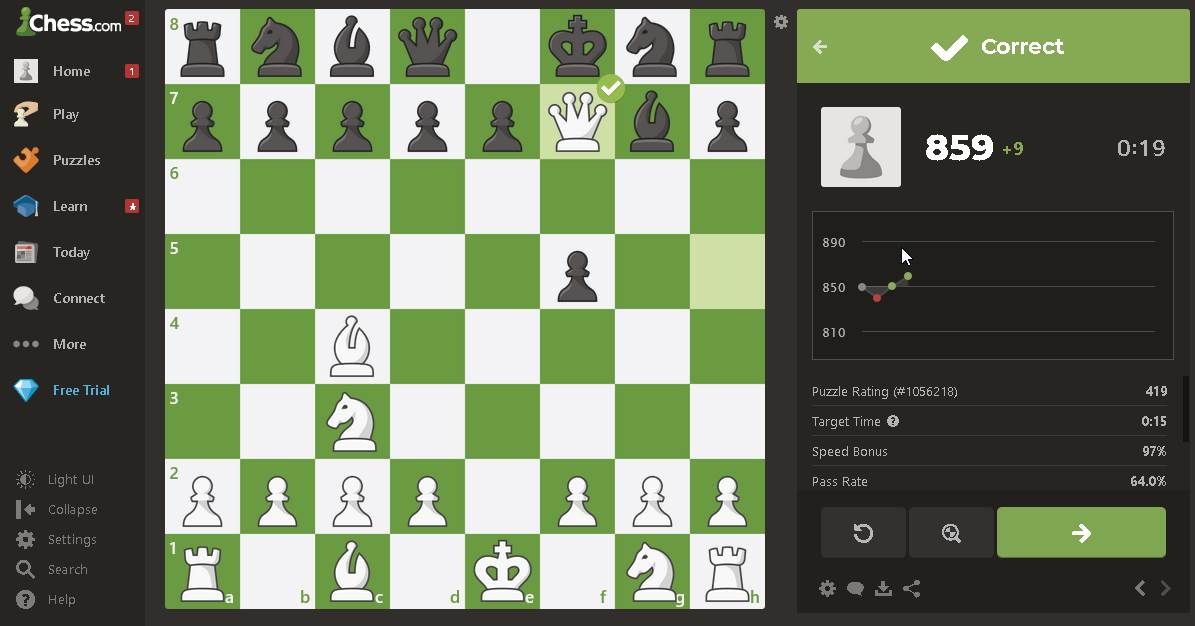 Chess.com 2
Home 1
Play
Puzzles
Learn
Today
Connect
More
Free Trial
Light UI
Collapse
Settings
Search
Help
8
7
6
5
4
3
2
1
a b c d e f g h
Correct
859 +9 0:19
890
850
810
Puzzle Rating (#1056218) 419
Target Time ? 0:15
Speed Bonus 97%
Pass Rate 64.0%